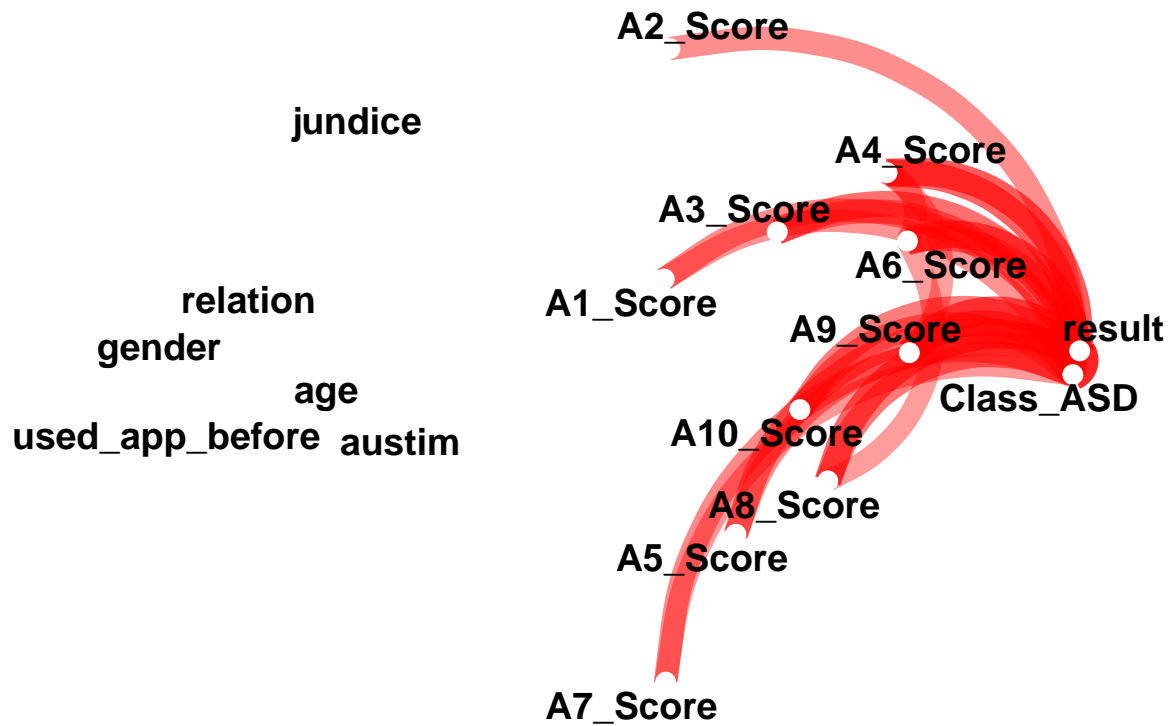 A2_Score
jundice
A4_Score
A3_Score
A6_Score
relation
A1_Score
A9_Score
result
gender
age
Class_ASD
used_app_before
austim
A10_Score
A8_Score
A5_Score
A7_Score